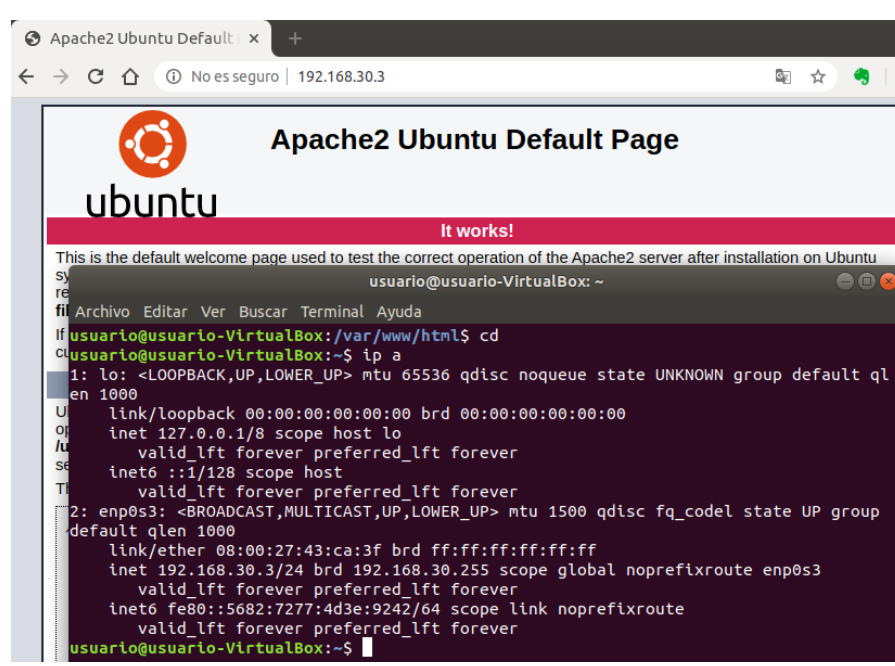 Apache2 Ubuntu Default
No es seguro | 192.168.30.3
ubuntu
Apache2 Ubuntu Default Page
It works!
This is the default welcome page used to test the correct operation of the Apache2 server after installation on Ubuntu
usuario@usuario-VirtualBox: ~
Archivo Editar Ver Buscar Terminal Ayuda
If
usuario@usuario-VirtualBox:/var/www/html$ cd
usuario@usuario-VirtualBox:~$ ip a
1: lo: <LOOPBACK,UP,LOWER_UP> mtu 65536 qdisc noqueue state UNKNOWN group default ql
en 1000
link/loopback 00:00:00:00:00:00 brd 00:00:00:00:00:00
inet 127.0.0.1/8 scope host lo
valid_lft forever preferred_lft forever
inet6 ::1/128 scope host
valid_lft forever preferred_lft forever
2: enp0s3: <BROADCAST,MULTICAST,UP,LOWER_UP> mtu 1500 qdisc fq_codel state UP group
default qlen 1000
link/ether 08:00:27:43:ca:3f brd ff:ff:ff:ff:ff:ff
inet 192.168.30.3/24 brd 192.168.30.255 scope global noprefixroute enp0s3
valid_lft forever preferred_lft forever
inet6 fe80::5682:7277:4d3e:9242/64 scope link noprefixroute
valid_lft forever preferred_lft forever
usuario@usuario-VirtualBox:~$